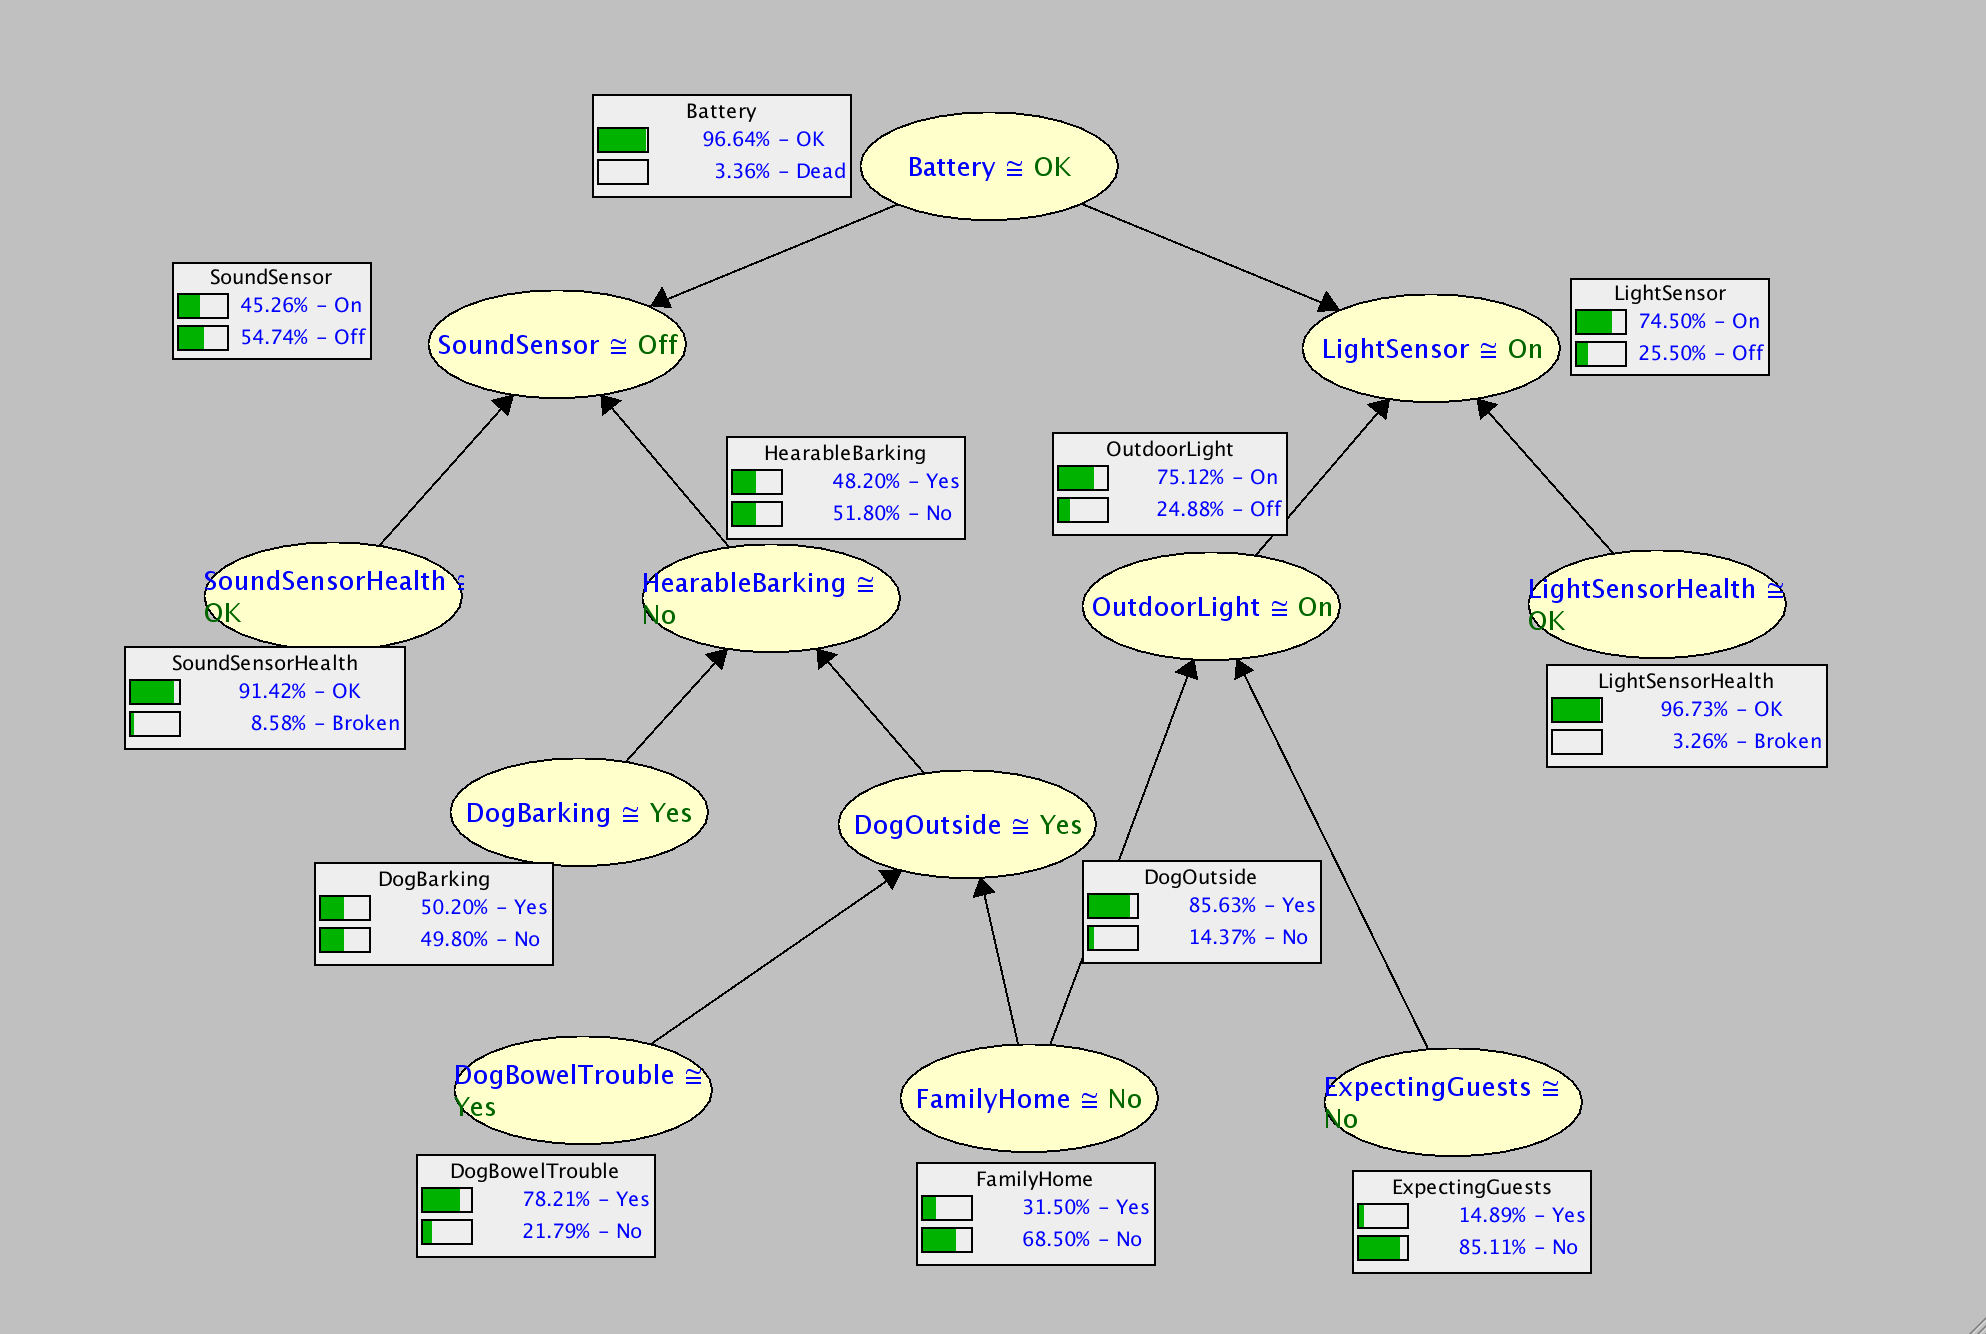 Battery
96.64% – OK
3.36% – Dead
Battery ≅ OK
SoundSensor
45.26% – On
54.74% – Off
SoundSensor ≅ Off
LightSensor ≅ On
LightSensor
74.50% – On
25.50% – Off
HearableBarking
48.20% – Yes
51.80% – No
OutdoorLight
75.12% – On
24.88% – Off
SoundSensorHealth ≅
OK
HearableBarking ≅
No
OutdoorLight ≅ On
LightSensorHealth ≅
OK
SoundSensorHealth
91.42% – OK
8.58% – Broken
LightSensorHealth
96.73% – OK
3.26% – Broken
DogBarking ≅ Yes
DogOutside ≅ Yes
DogBarking
50.20% – Yes
49.80% – No
DogOutside
85.63% – Yes
14.37% – No
DogBowelTrouble ≅
Yes
FamilyHome ≅ No
ExpectingGuests ≅
No
DogBowelTrouble
78.21% – Yes
21.79% – No
FamilyHome
31.50% – Yes
68.50% – No
ExpectingGuests
14.89% – Yes
85.11% – No